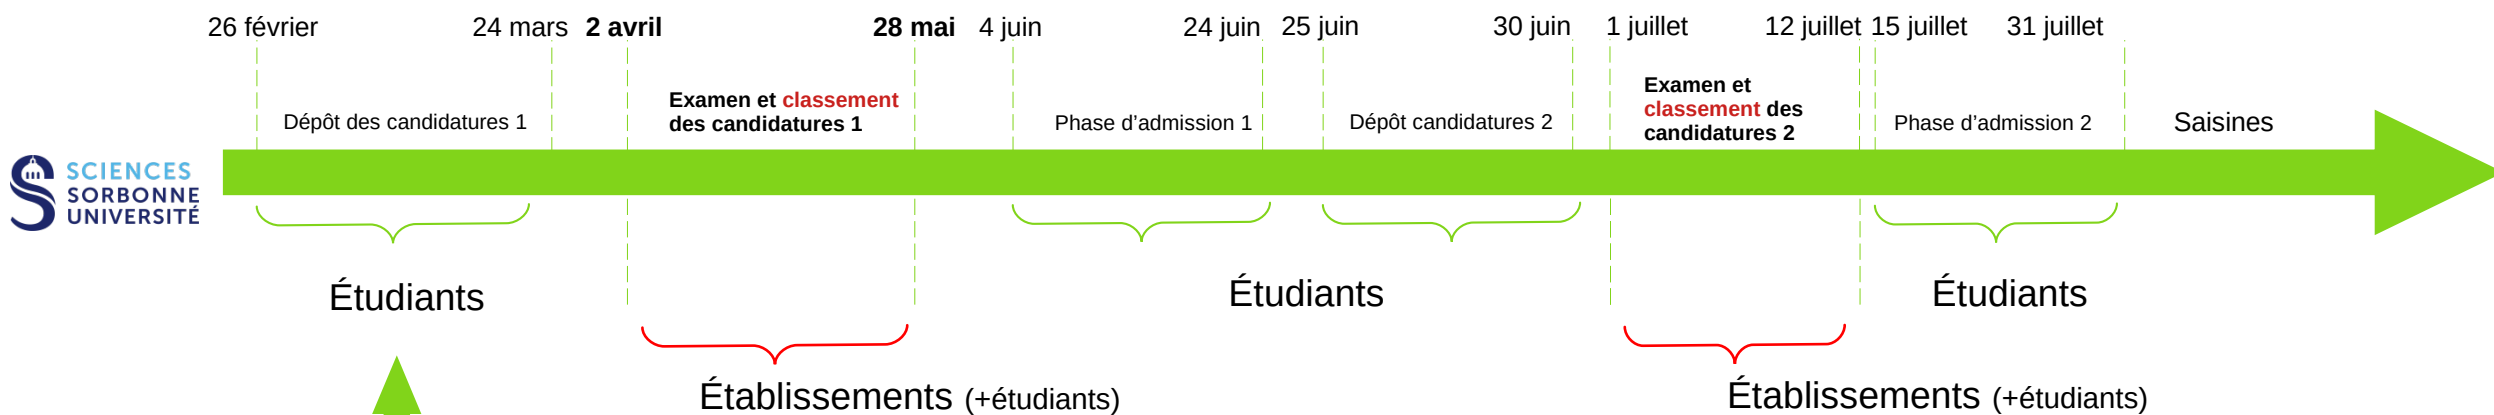 26 février 24 mars 2 avril 28 mai 4 juin 24 juin 25 juin 30 juin 1 juillet 12 juillet 15 juillet 31 juillet
Dépôt des candidatures 1
Examen et classement
des candidatures 1
Phase d’admission 1
Dépôt candidatures 2
Examen et
classement des
candidatures 2
Phase d’admission 2
Saisines
SCIENCES
SORBONNE
UNIVERSITÉ
Étudiants
Étudiants
Étudiants
Établissements (+étudiants)
Établissements (+étudiants)